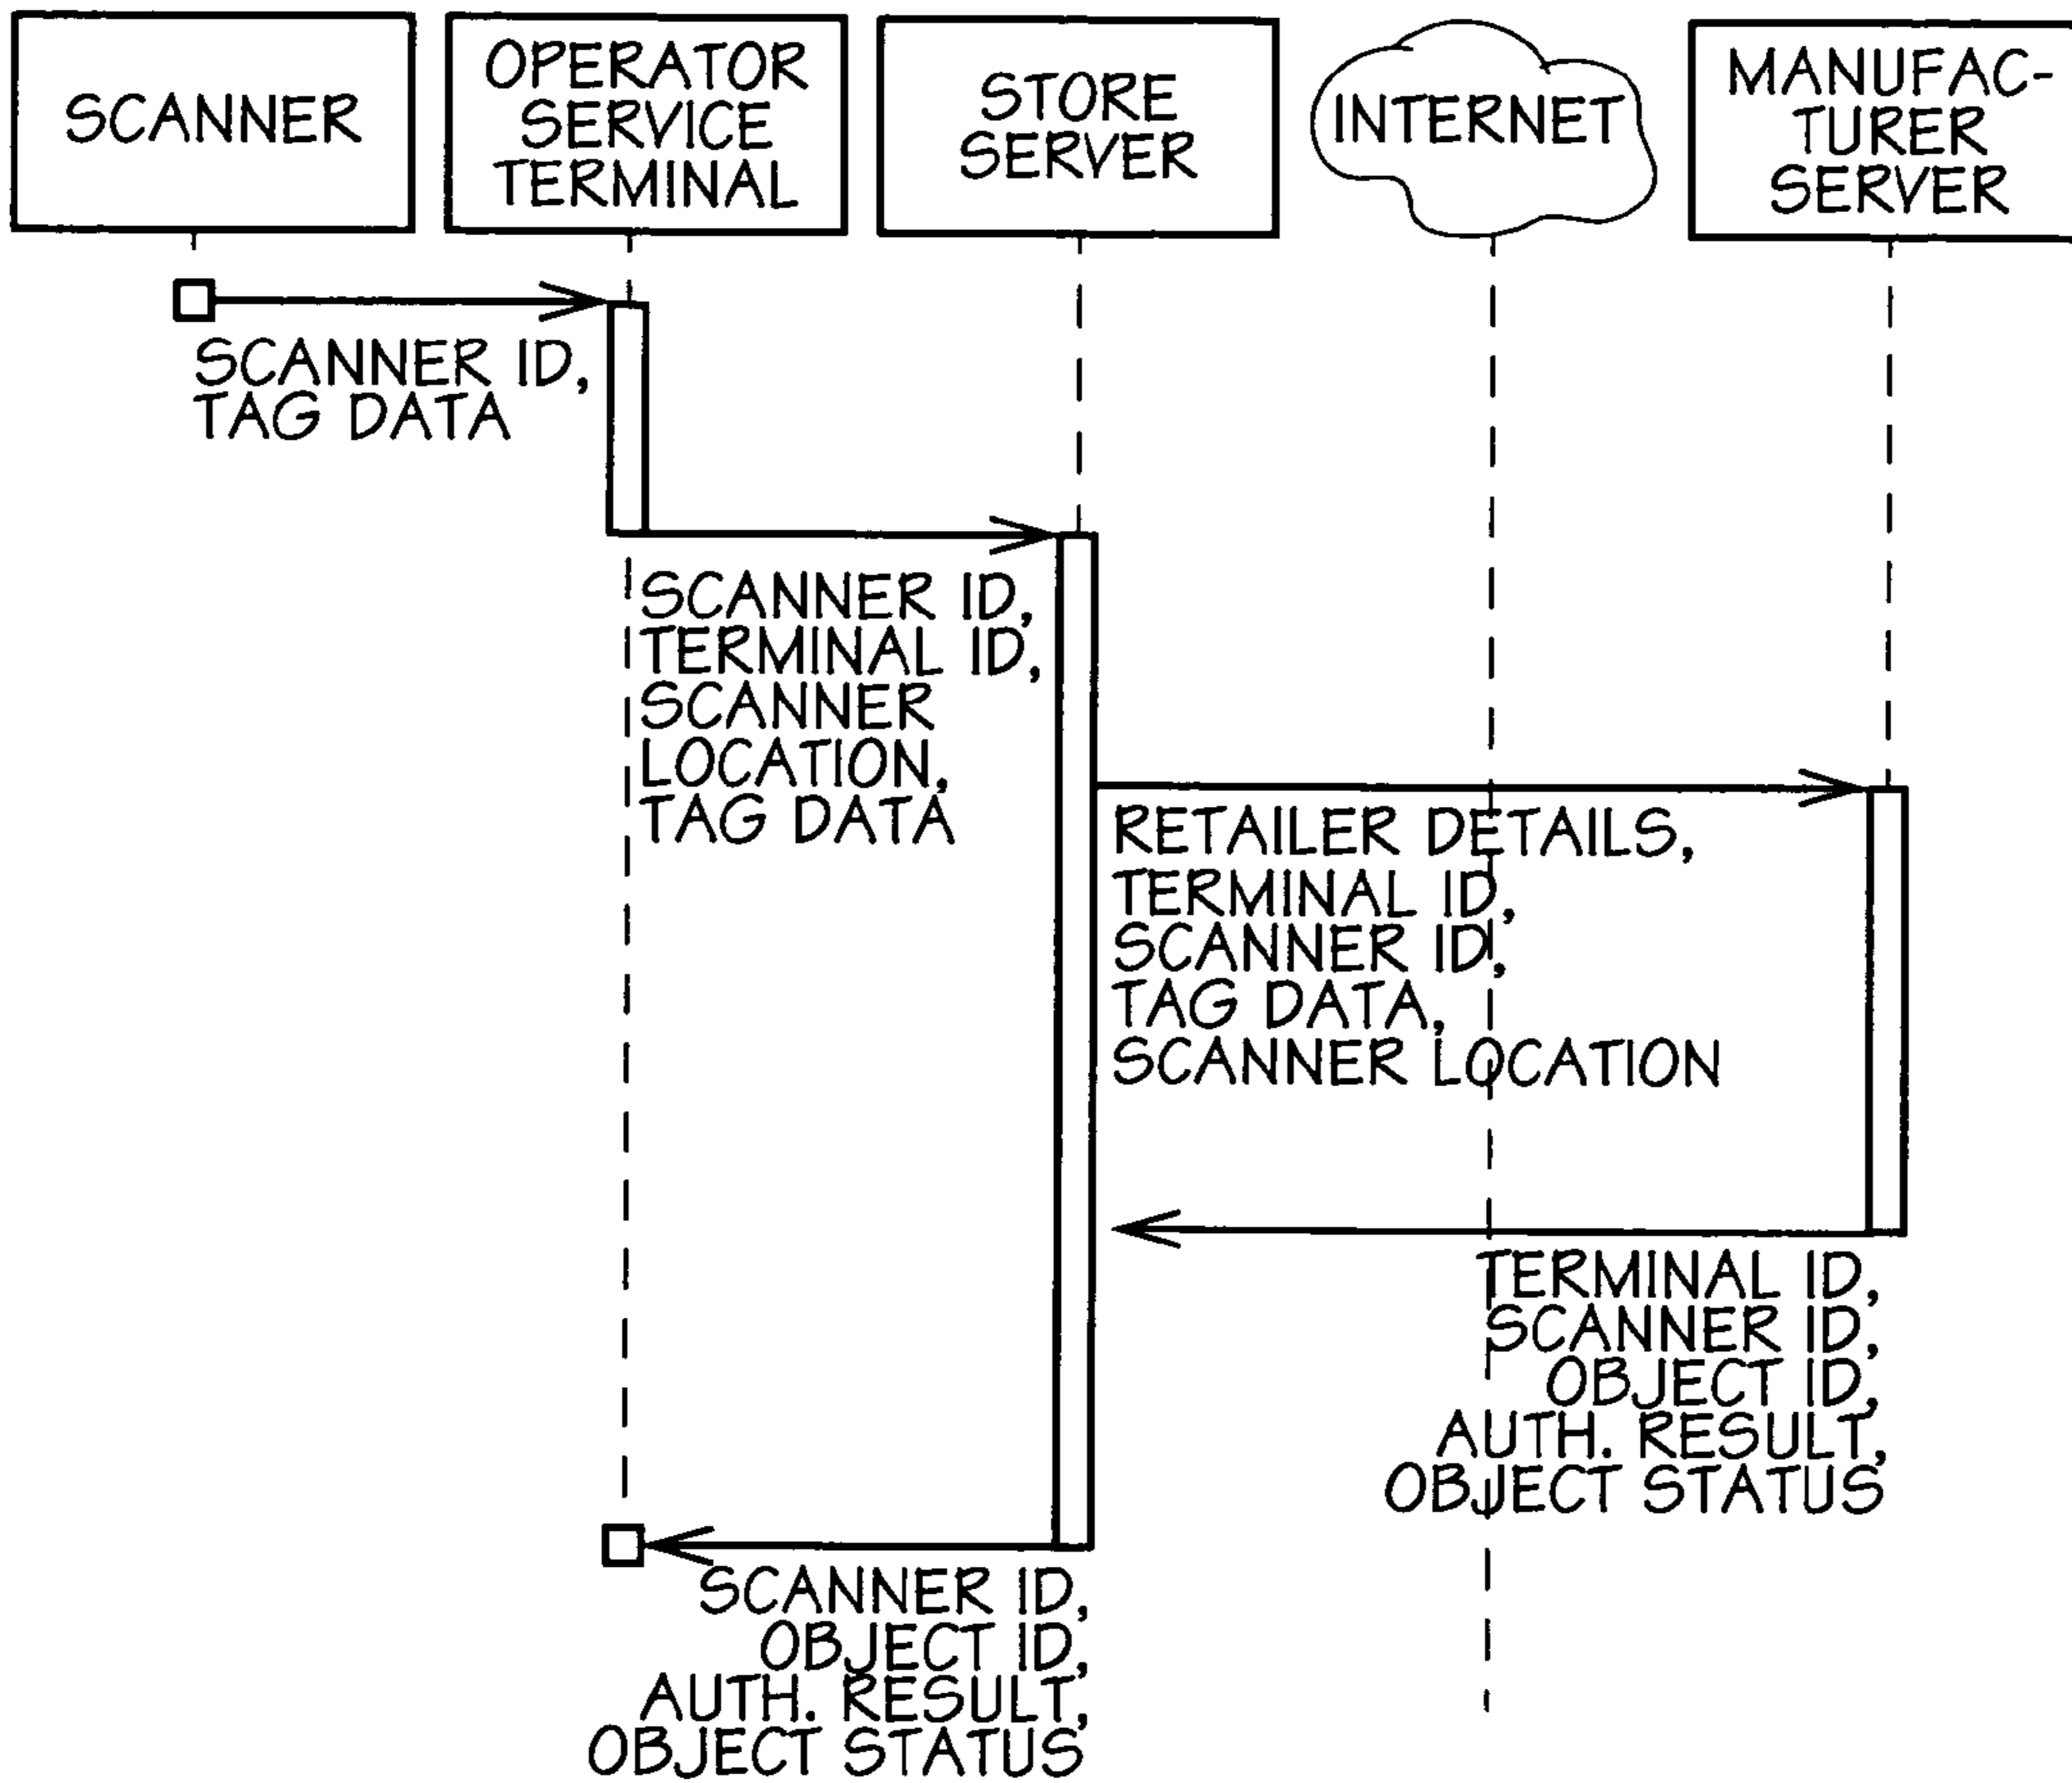 SCANNER
OPERATOR
SERVICE
TERMINAL
STORE
SERVER
INTERNET
MANUFAC-
TURER
SERVER
SCANNER ID,
TAG DATA
SCANNER ID,
TERMINAL ID,
SCANNER
LOCATION,
TAG DATA
RETAILER DETAILS,
TERMINAL ID,
SCANNER ID,
TAG DATA,
SCANNER LOCATION
TERMINAL ID,
SCANNER ID,
OBJECT ID,
AUTH. RESULT,
OBJECT STATUS
SCANNER ID,
OBJECT ID,
AUTH. RESULT,
OBJECT STATUS